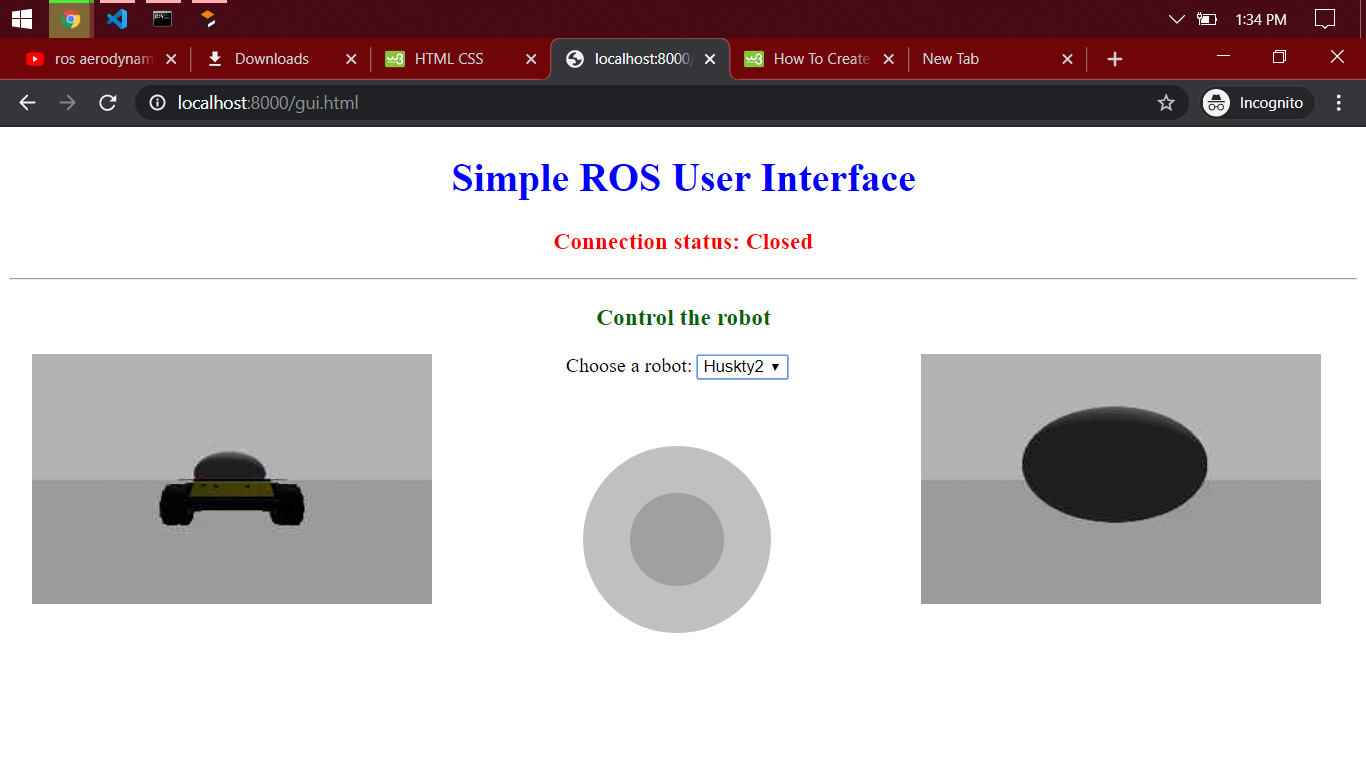 1:34 PM
ros aerodynam
Downloads
HTML CSS
localhost:8000/
How To Create
New Tab
localhost:8000/gui.html
Incognito
Simple ROS User Interface
Connection status: Closed
Control the robot
Choose a robot: Huskty2